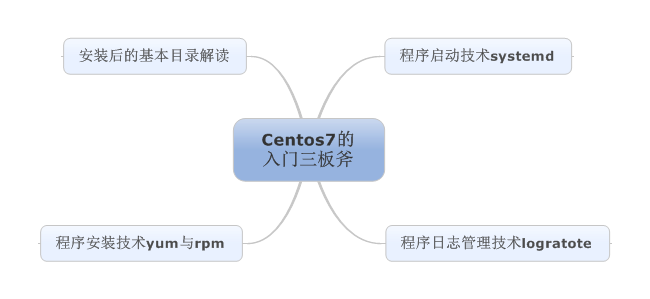 安装后的基本目录解读
程序启动技术systemd
Centos7的
入门三板斧
程序安装技术yum与rpm
程序日志管理技术logratote